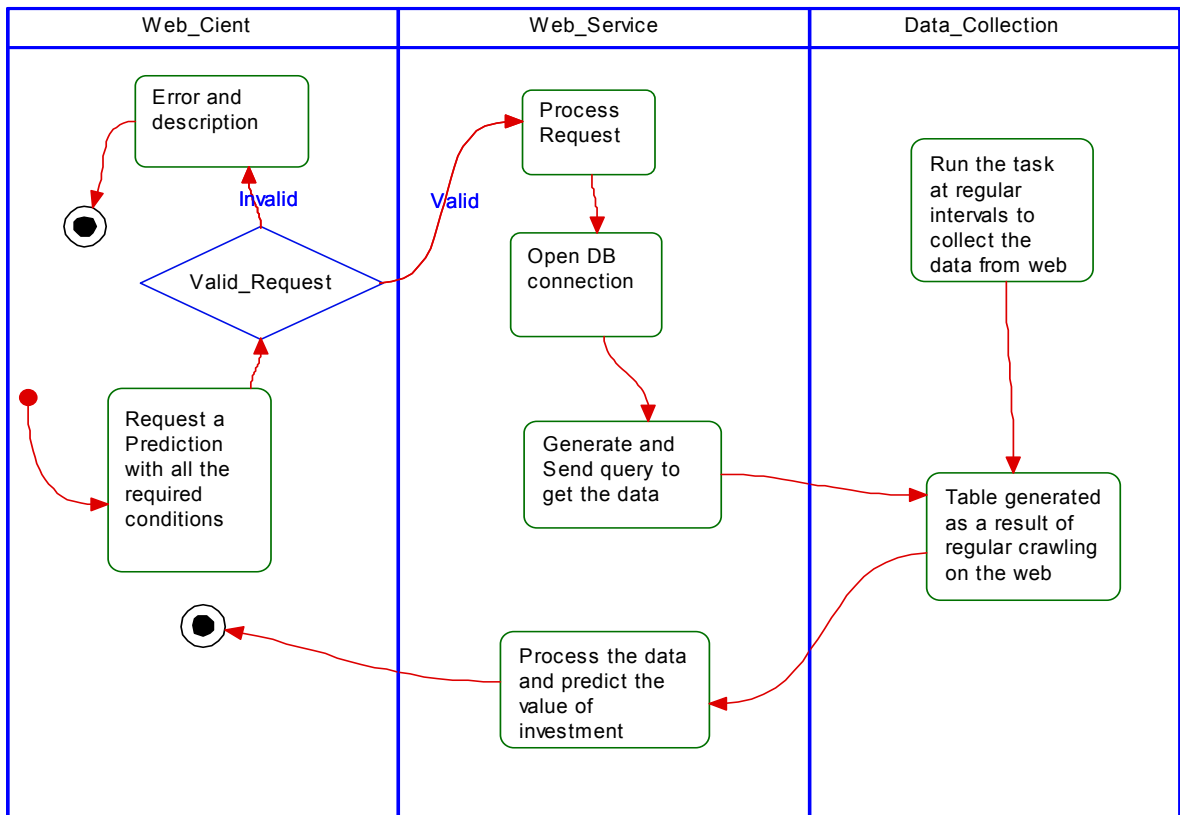 Web_Cient
Web_Service
Data_Collection
Error and
description
Invalid
Valid_Request
Request a
Prediction
with all the
required
conditions
Valid
Process
Request
Open DB
connection
Generate and
Send query to
get the data
Process the data
and predict the
value of
investment
Run the task
at regular
intervals to
collect the
data from web
Table generated
as a result of
regular crawling
on the web